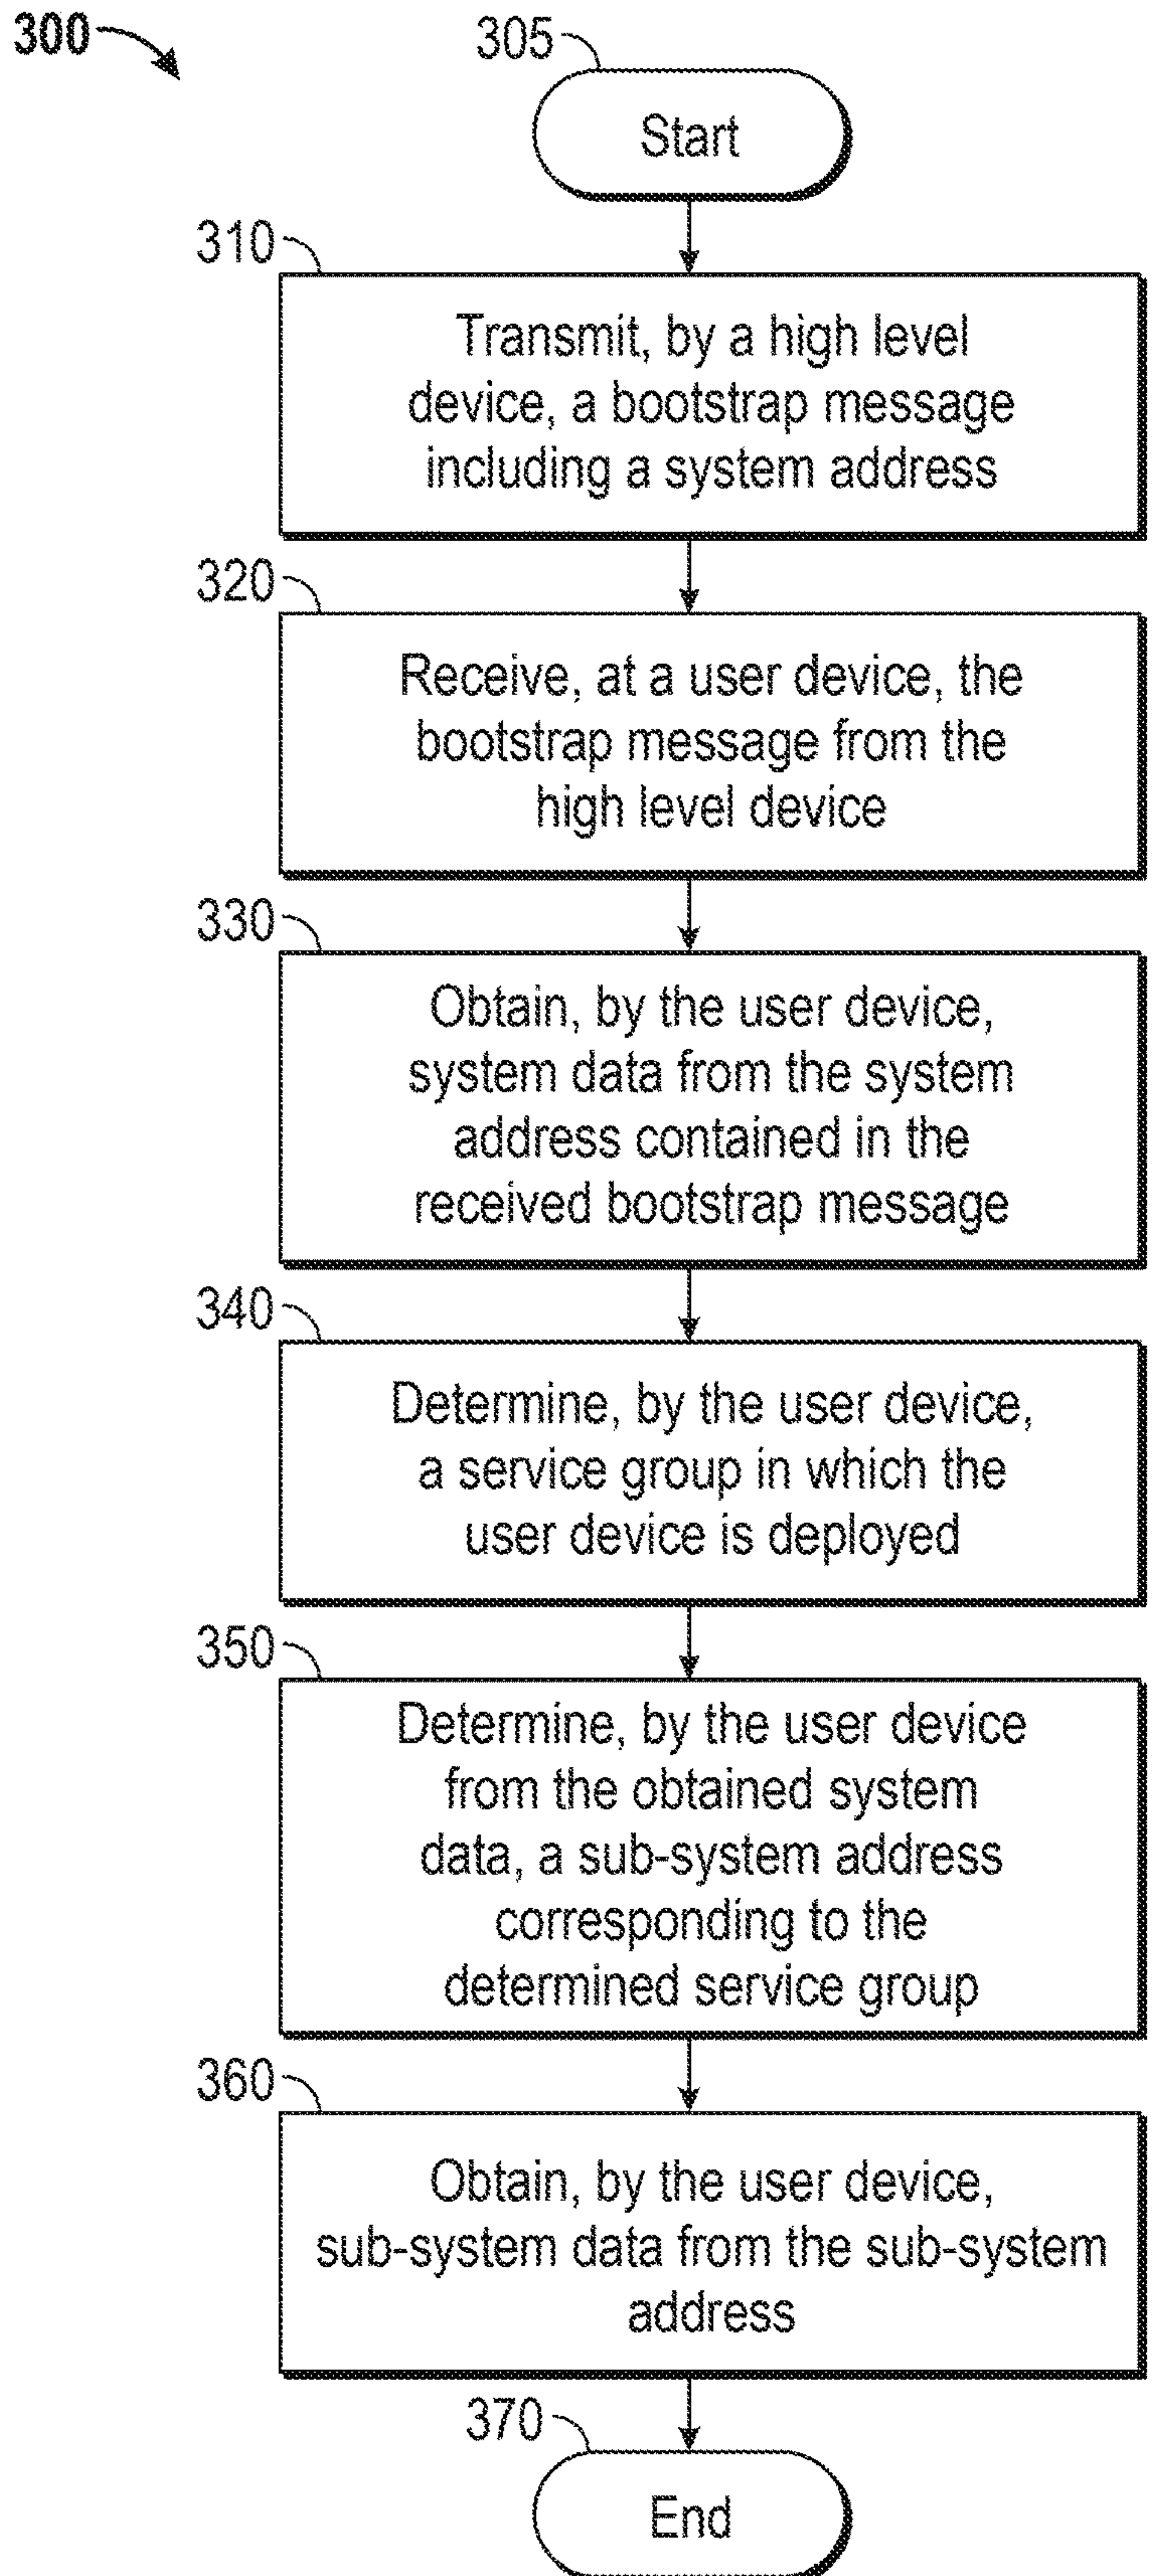 300
305
Start
310
Transmit, by a high level
device, a bootstrap message
including a system address
320
Receive, at a user device, the
bootstrap message from the
high level device
330
Obtain, by the user device,
system data from the system
address contained in the
received bootstrap message
340
Determine, by the user device,
a service group in which the
user device is deployed
350
Determine, by the user device
from the obtained system
data, a sub-system address
corresponding to the
determined service group
360
Obtain, by the user device,
sub-system data from the sub-system
address
370
End